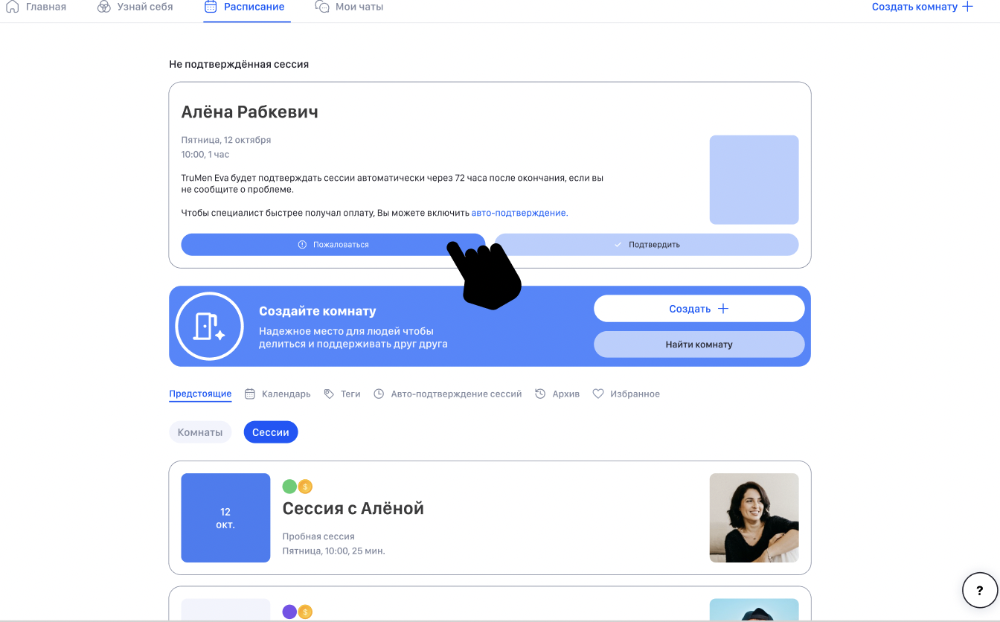 Главная
Узнай себя
Расписание
Мои чаты
Создать комнату
Не подтверждённая сессия
Алёна Рабкевич
Пятница, 12 октября
10:00, 1 час
TruMen Eva будет подтверждать сессии автоматически через 72 часа после окончания, если вы
не сообщите о проблеме.
Чтобы специалист быстрее получал оплату, Вы можете включить авто-подтверждение.
Пожаловаться
Подтвердить
Создайте комнату
Надежное место для людей чтобы
делиться и поддерживать друг друга
Создать
Найти комнату
Предстоящие
Календарь
Теги
Авто-подтверждение сессий
Архив
Избранное
Комнаты
Сессии
12
окт.
$
Сессия с Алёной
Пробная сессия
Пятница, 10:00, 25 мин.
$
?